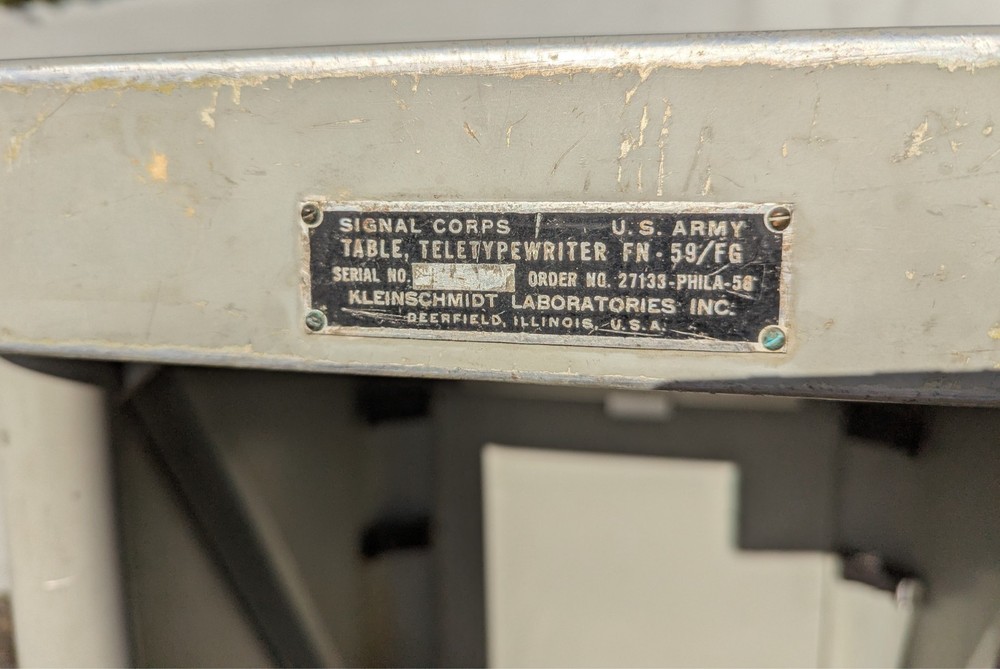 SIGNAL CORPS U.S. ARMY
TABLE, TELETYPEWRITER FN-59/FG
SERIAL NO. ORDER NO. 27133-PHILA-58
KLEINSCHMIDT LABORATORIES INC.
DEERFIELD, ILLINOIS, U.S.A.